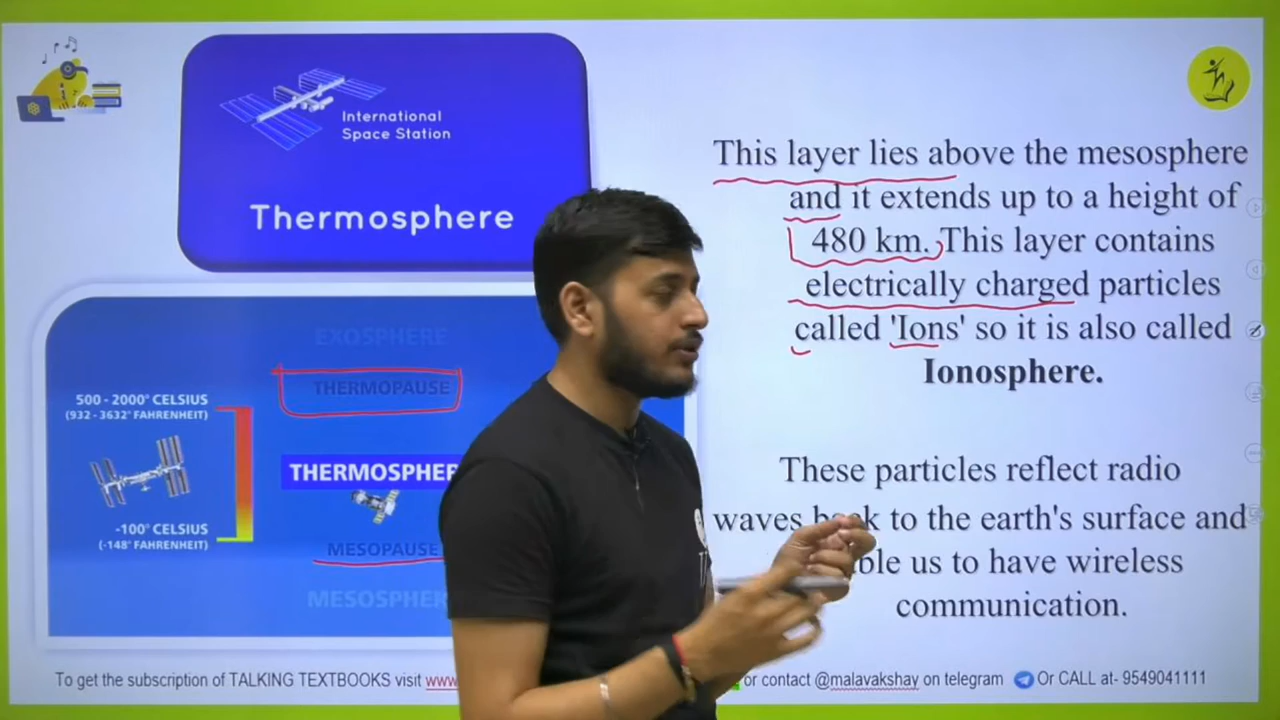 International
Space Station
Thermosphere
EXOSPHERE
THERMOPAUSE
500 - 2000° CELSIUS
(932 - 3632° FAHRENHEIT)
THERMOSPHER
-100° CELSIUS
(-148° FAHRENHEIT)
MESOPAUSE
MESOSPHER
This layer lies above the mesosphere
and it extends up to a height of
480 km. This layer contains
electrically charged particles
called 'Ions' so it is also called
Ionosphere.
These particles reflect radio
waves back to the earth's surface and
us to have wireless
communication.
To get the subscription of TALKING TEXTBOOKS visit www.
or contact @malavakshay on telegram Or CALL at- 9549041111